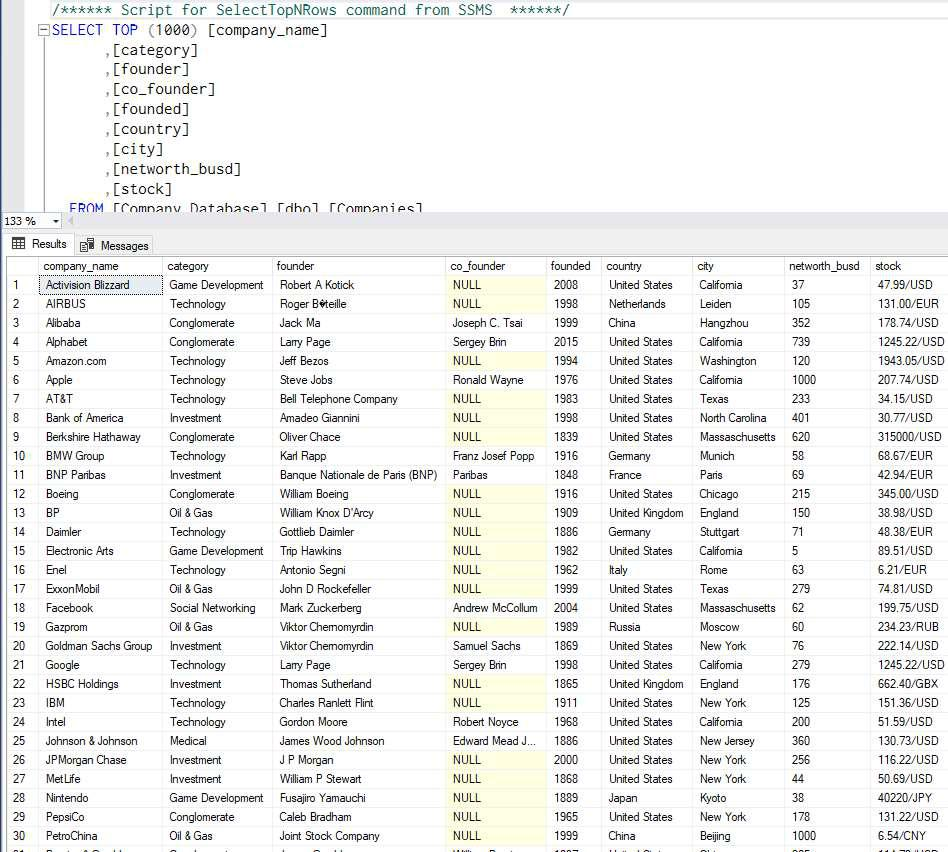 /****** Script for SelectTopNRows command from SSMS ******/
SELECT TOP (1000) [company_name]
,[category]
,[founder]
,[co_founder]
,[founded]
,[country]
,[city]
,[networth_busd]
,[stock]
FROM [Company Database].[dbo].[Companies]
133 %
Results Messages
company_name category founder co_founder founded country city networth_busd stock
1 Activision Blizzard Game Development Robert A Kotick NULL 2008 United States California 37 47.99/USD
2 AIRBUS Technology Roger B�teille NULL 1998 Netherlands Leiden 105 131.00/EUR
3 Alibaba Conglomerate Jack Ma Joseph C. Tsai 1999 China Hangzhou 352 178.74/USD
4 Alphabet Conglomerate Larry Page Sergey Brin 2015 United States California 739 1245.22/USD
5 Amazon.com Technology Jeff Bezos NULL 1994 United States Washington 120 1943.05/USD
6 Apple Technology Steve Jobs Ronald Wayne 1976 United States California 1000 207.74/USD
7 AT&T Technology Bell Telephone Company NULL 1983 United States Texas 233 34.15/USD
8 Bank of America Investment Amadeo Giannini NULL 1998 United States North Carolina 401 30.77/USD
9 Berkshire Hathaway Conglomerate Oliver Chace NULL 1839 United States Massaschusetts 620 315000/USD
10 BMW Group Technology Karl Rapp Franz Josef Popp 1916 Germany Munich 58 68.67/EUR
11 BNP Paribas Investment Banque Nationale de Paris (BNP) Paribas 1848 France Paris 69 42.94/EUR
12 Boeing Conglomerate William Boeing NULL 1916 United States Chicago 215 345.00/USD
13 BP Oil & Gas William Knox D'Arcy NULL 1909 United Kingdom England 150 38.98/USD
14 Daimler Technology Gottlieb Daimler NULL 1886 Germany Stuttgart 71 48.38/EUR
15 Electronic Arts Game Development Trip Hawkins NULL 1982 United States California 5 89.51/USD
16 Enel Technology Antonio Segni NULL 1962 Italy Rome 63 6.21/EUR
17 ExxonMobil Oil & Gas John D Rockefeller NULL 1999 United States Texas 279 74.81/USD
18 Facebook Social Networking Mark Zuckerberg Andrew McCollum 2004 United States Massaschusetts 62 199.75/USD
19 Gazprom Oil & Gas Viktor Chernomyrdin NULL 1989 Russia Moscow 60 234.23/RUB
20 Goldman Sachs Group Investment Viktor Chernomyrdin Samuel Sachs 1869 United States New York 76 222.14/USD
21 Google Technology Larry Page Sergey Brin 1998 United States California 279 1245.22/USD
22 HSBC Holdings Investment Thomas Sutherland NULL 1865 United Kingdom England 176 662.40/GBX
23 IBM Technology Charles Ranlett Flint NULL 1911 United States New York 125 151.36/USD
24 Intel Technology Gordon Moore Robert Noyce 1968 United States California 200 51.59/USD
25 Johnson & Johnson Medical James Wood Johnson Edward Mead J... 1886 United States New Jersey 360 130.73/USD
26 JPMorgan Chase Investment J P Morgan NULL 2000 United States New York 256 116.22/USD
27 MetLife Investment William P Stewart NULL 1868 United States New York 44 50.69/USD
28 Nintendo Game Development Fusajiro Yamauchi NULL 1889 Japan Kyoto 38 40220/JPY
29 PepsiCo Conglomerate Caleb Bradham NULL 1965 United States New York 178 131.22/USD
30 PetroChina Oil & Gas Joint Stock Company NULL 1999 China Beijing 1000 6.54/CNY